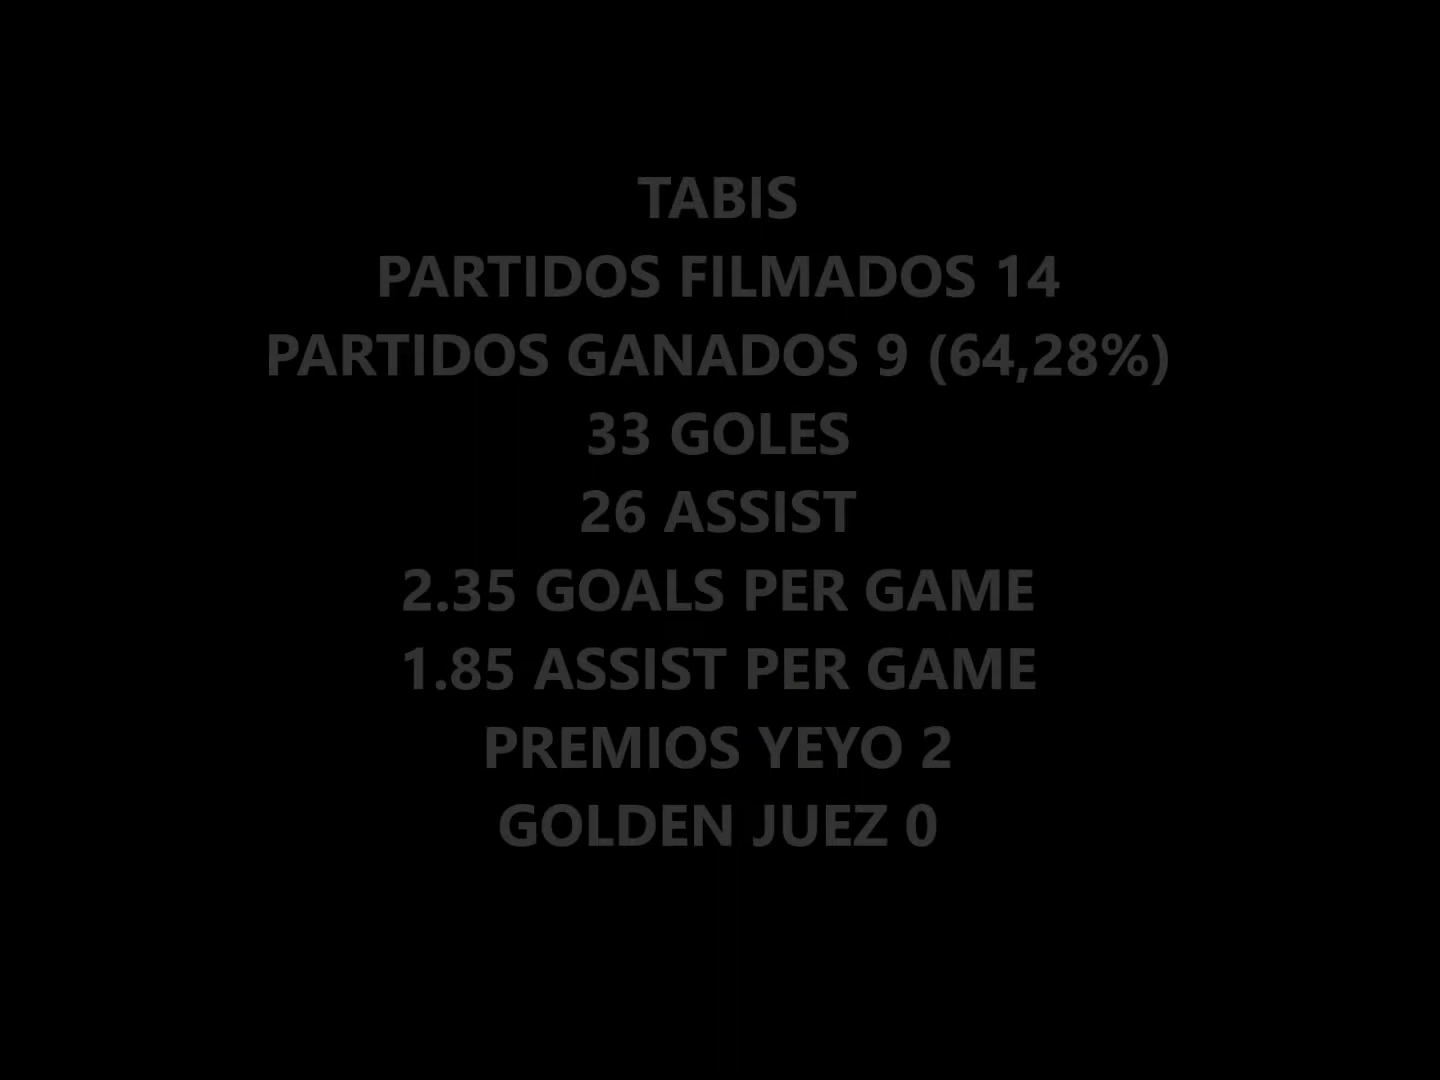 TABIS
PARTIDOS FILMADOS 14
PARTIDOS GANADOS 9 (64,28%)
33 GOLES
26 ASSIST
2.35 GOALS PER GAME
1.85 ASSIST PER GAME
PREMIOS YEYO 2
GOLDEN JUEZ 0